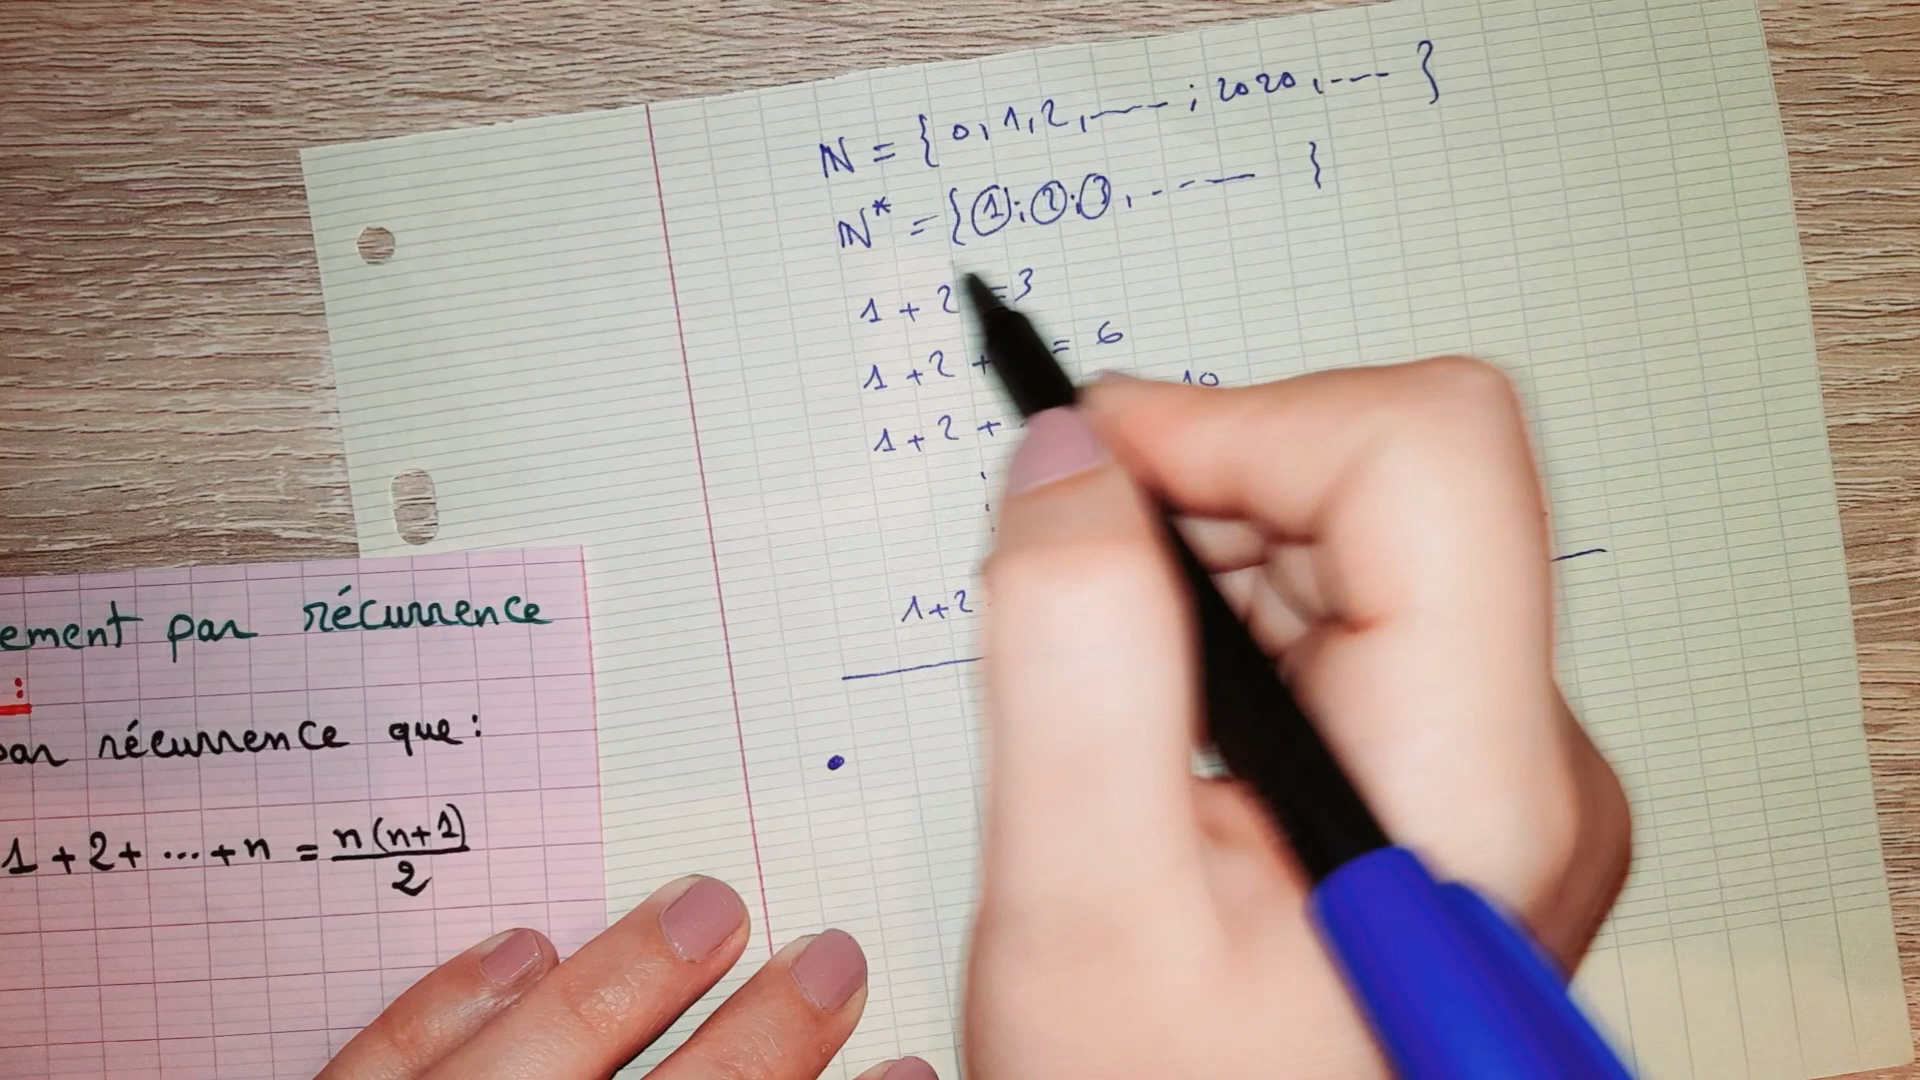 ℕ = { 0, 1, 2, ---- ; 2020, --- }
ℕ* = { 1 ; 2 ; 3, ---- }
1 + 2 = 3
1 + 2 + = 6
1 + 2 + 10
1+2
ement par récurrence
:
par récurrence que :
1 + 2 + ... + n = n(n+1)/2